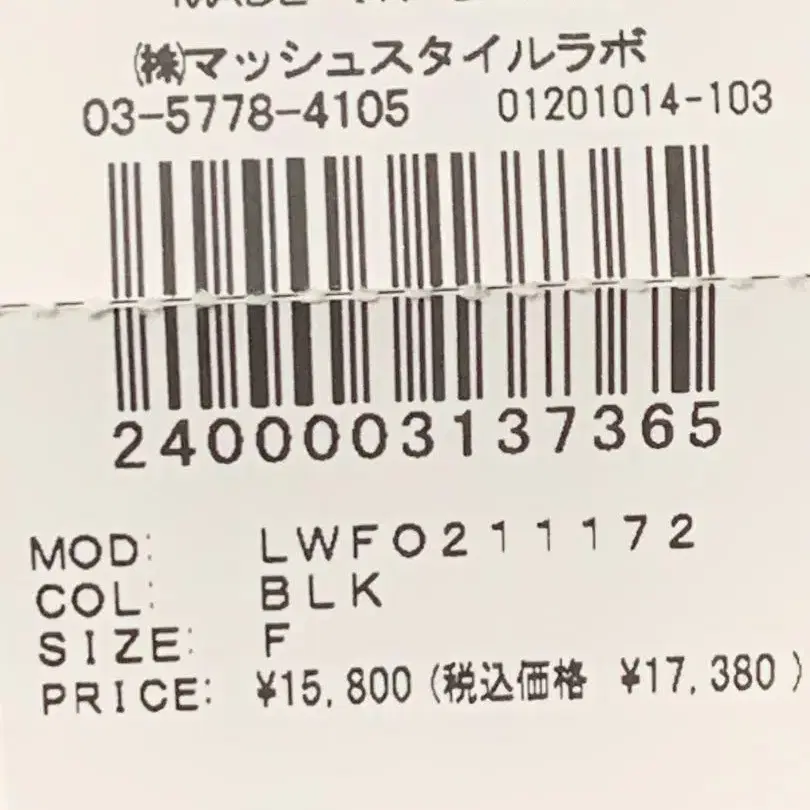 ㈱マッシュスタイルラボ
03-5778-4105 01201014-103
2400003137365
MOD: LWFO211172
COL: BLK
SIZE: F
PRICE: ¥15,800 (税込価格 ¥17,380)